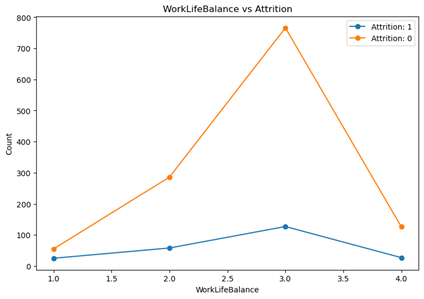 WorkLifeBalance vs Attrition
Attrition: 1
Attrition: 0
800
700
600
500
400
300
200
100
0
Count
1.0 1.5 2.0 2.5 3.0 3.5 4.0
WorkLifeBalance